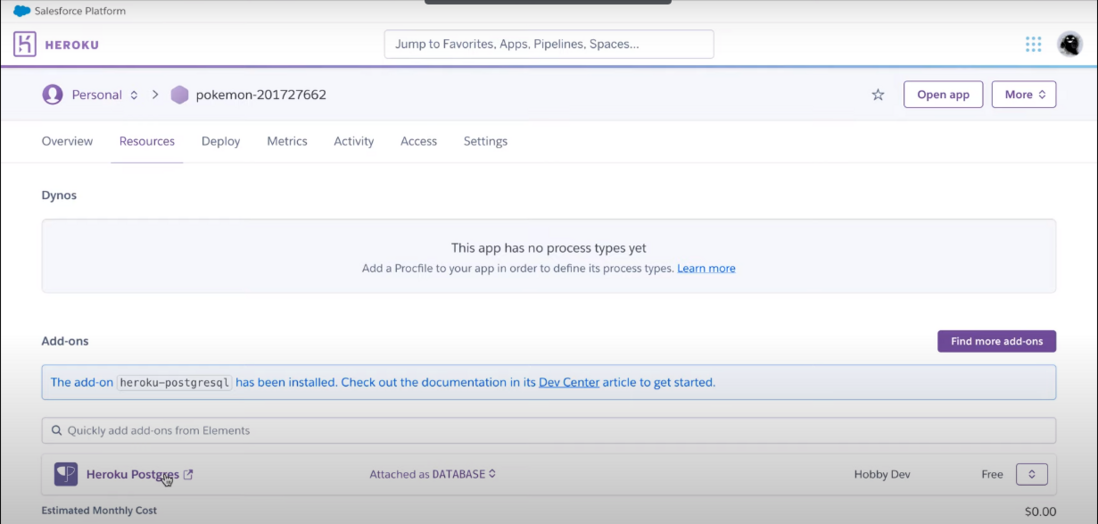 Salesforce Platform
HEROKU
Jump to Favorites, Apps, Pipelines, Spaces...
Personal > pokemon-201727662
Open app
More
Overview Resources Deploy Metrics Activity Access Settings
Dynos
This app has no process types yet
Add a Procfile to your app in order to define its process types. Learn more
Add-ons
Find more add-ons
The add-on heroku-postgresql has been installed. Check out the documentation in its Dev Center article to get started.
Quickly add add-ons from Elements
Heroku Postgres Attached as DATABASE Hobby Dev Free
Estimated Monthly Cost $0.00